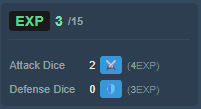 EXP 3 /15
Attack Dice 2 (4EXP)
Defense Dice 0 (3EXP)